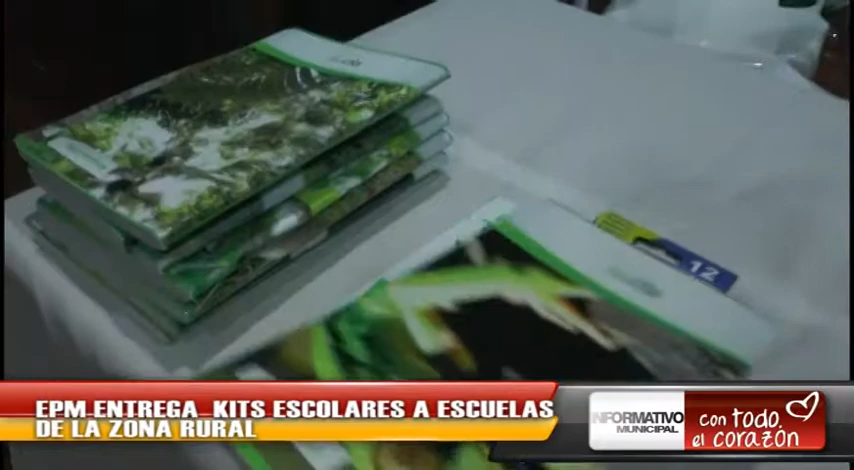 12
EPM ENTREGA KITS ESCOLARES A ESCUELAS
DE LA ZONA RURAL
INFORMATIVO
MUNICIPAL
con todo
el corazón